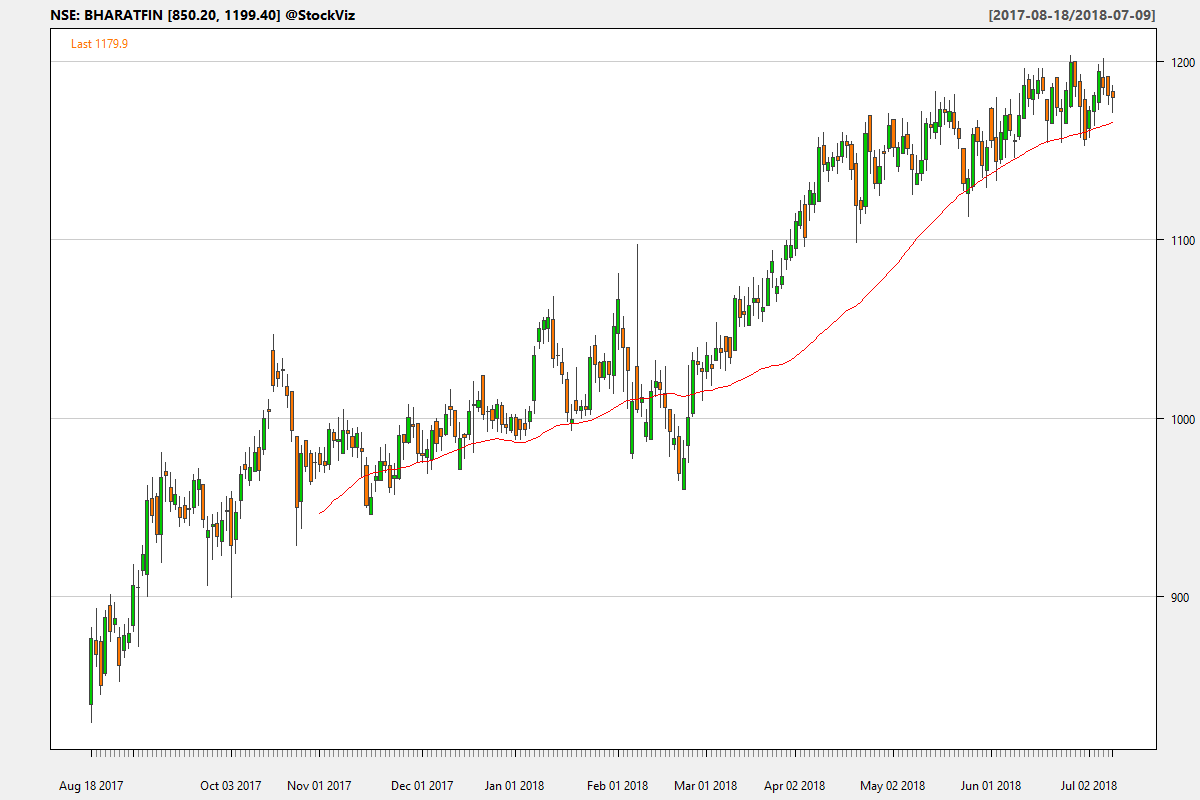 NSE: BHARATFIN [850.20, 1199.40] @StockViz [2017-08-18/2018-07-09]
Last 1179.9
1200
1100
1000
900
Aug 18 2017 Oct 03 2017 Nov 01 2017 Dec 01 2017 Jan 01 2018 Feb 01 2018 Mar 01 2018 Apr 02 2018 May 02 2018 Jun 01 2018 Jul 02 2018